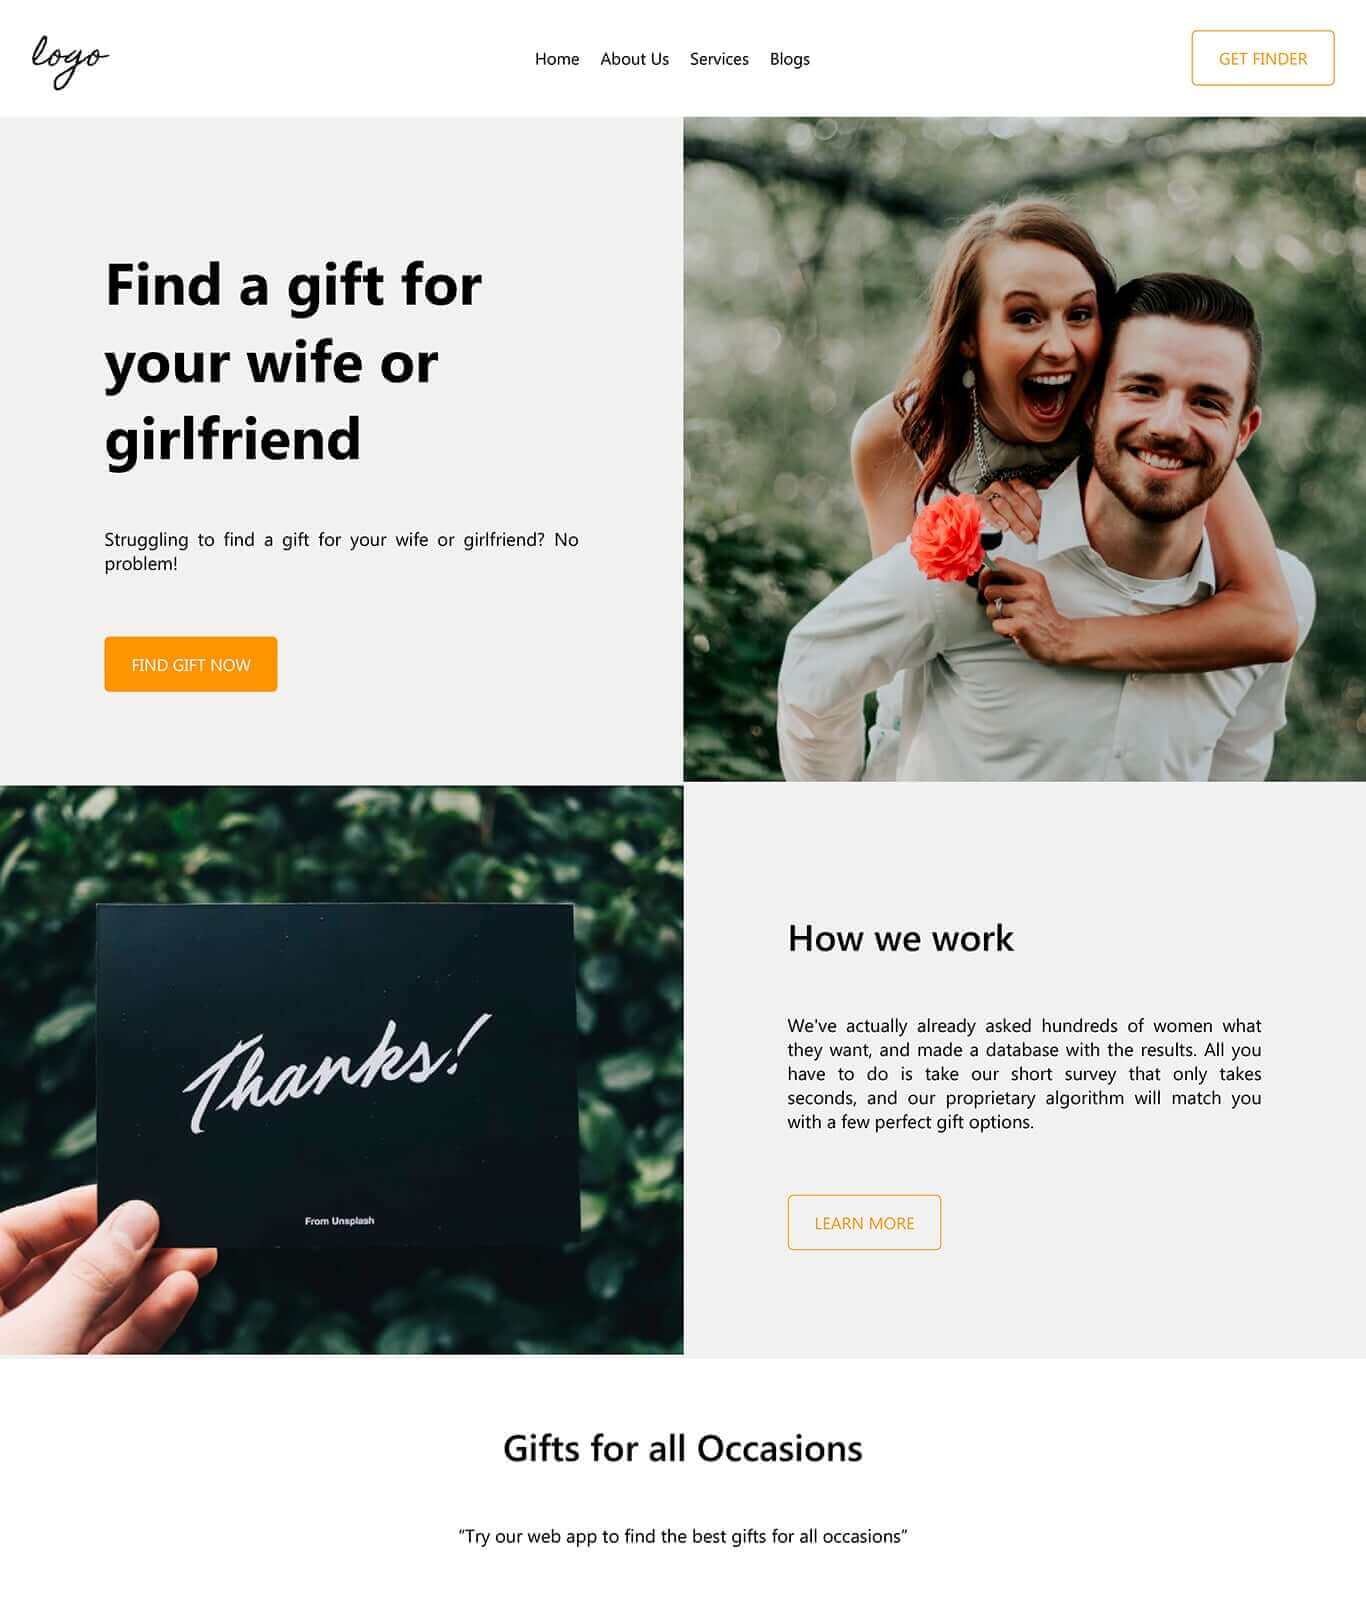 logo
Home About Us Services Blogs
GET FINDER
Find a gift for
your wife or
girlfriend
Struggling to find a gift for your wife or girlfriend? No
problem!
FIND GIFT NOW
Thanks!
From Unsplash
How we work
We've actually already asked hundreds of women what
they want, and made a database with the results. All you
have to do is take our short survey that only takes
seconds, and our proprietary algorithm will match you
with a few perfect gift options.
LEARN MORE
Gifts for all Occasions
“Try our web app to find the best gifts for all occasions”